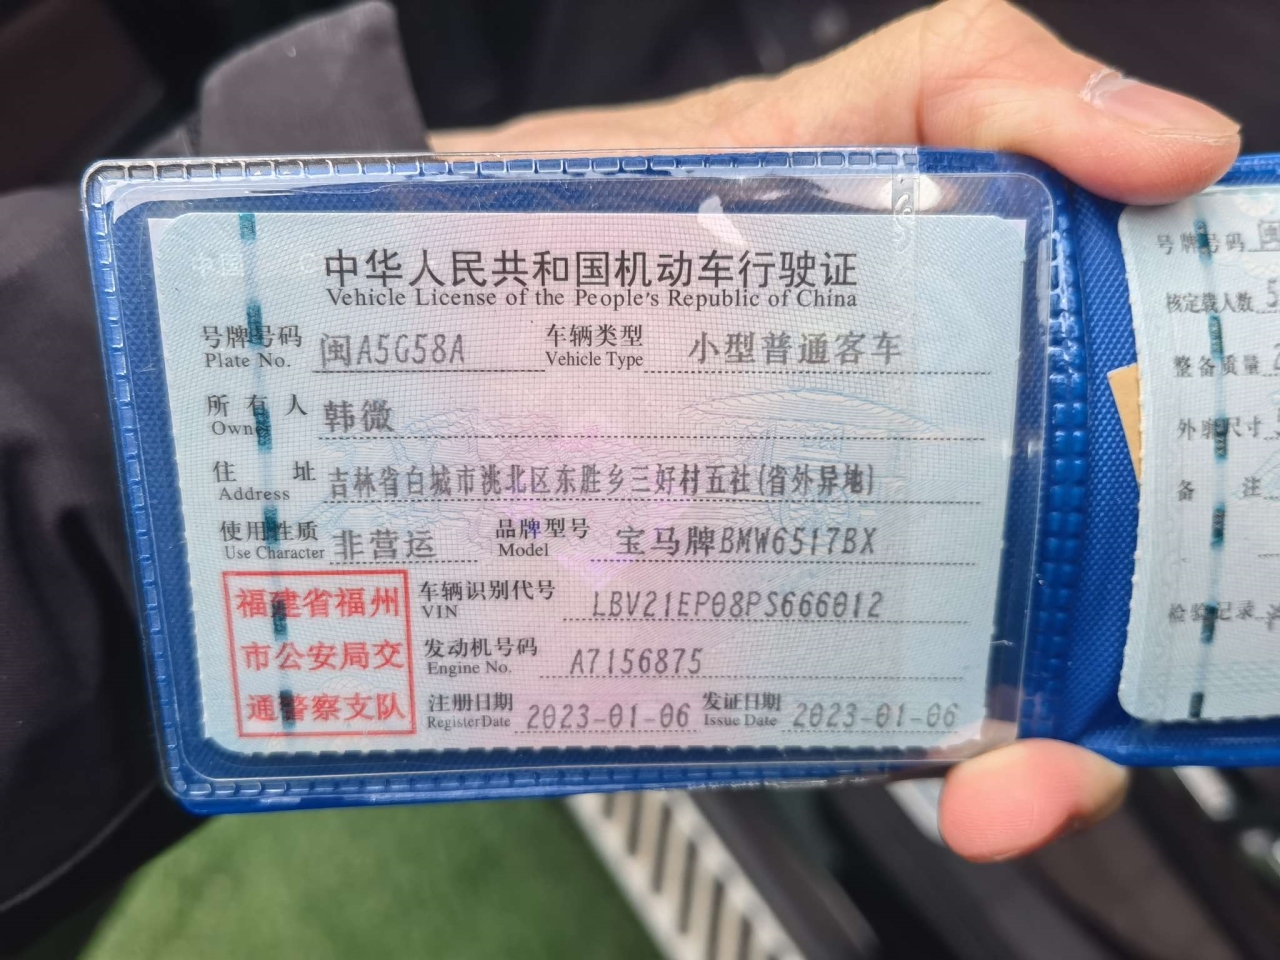 中华人民共和国机动车行驶证
Vehicle License of the People's Republic of China
号牌号码 闽A5G58A 车辆类型 小型普通客车
Plate No. Vehicle Type
所有人 韩微
Owner
住址 吉林省白城市洮北区东胜乡三好村五社(省外异地)
Address
使用性质 非营运 品牌型号 宝马牌BMW6517BX
Use Character Model
车辆识别代号 LBV21EP08PS666012
VIN
发动机号码 A7156875
Engine No.
注册日期 2023-01-06 发证日期 2023-01-06
Register Date Issue Date
福建省福州
市公安局交
通警察支队
号牌号码
核定载人数 5
整备质量
外廓尺寸
备注
检验记录